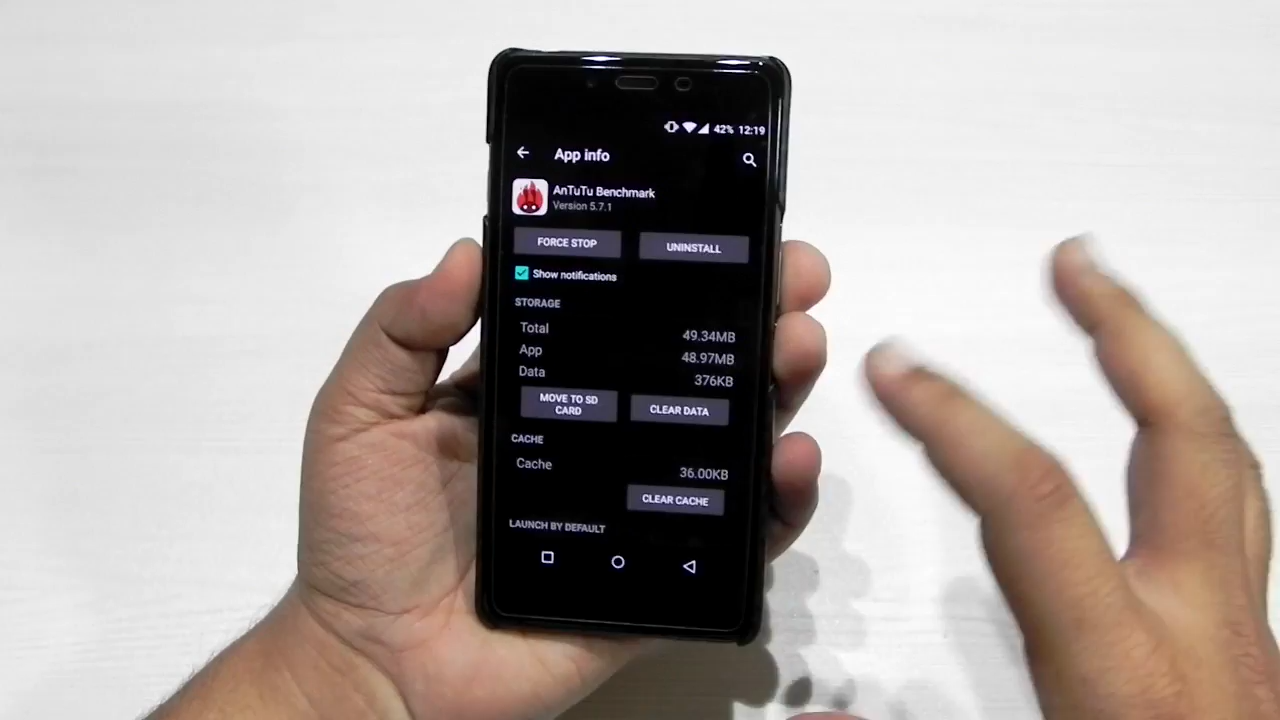 42% 12:19
App info
AnTuTu Benchmark
Version 5.7.1
FORCE STOP
UNINSTALL
Show notifications
STORAGE
Total 49.34MB
App 48.97MB
Data 376KB
MOVE TO SD
CARD
CLEAR DATA
CACHE
Cache 36.00KB
CLEAR CACHE
LAUNCH BY DEFAULT